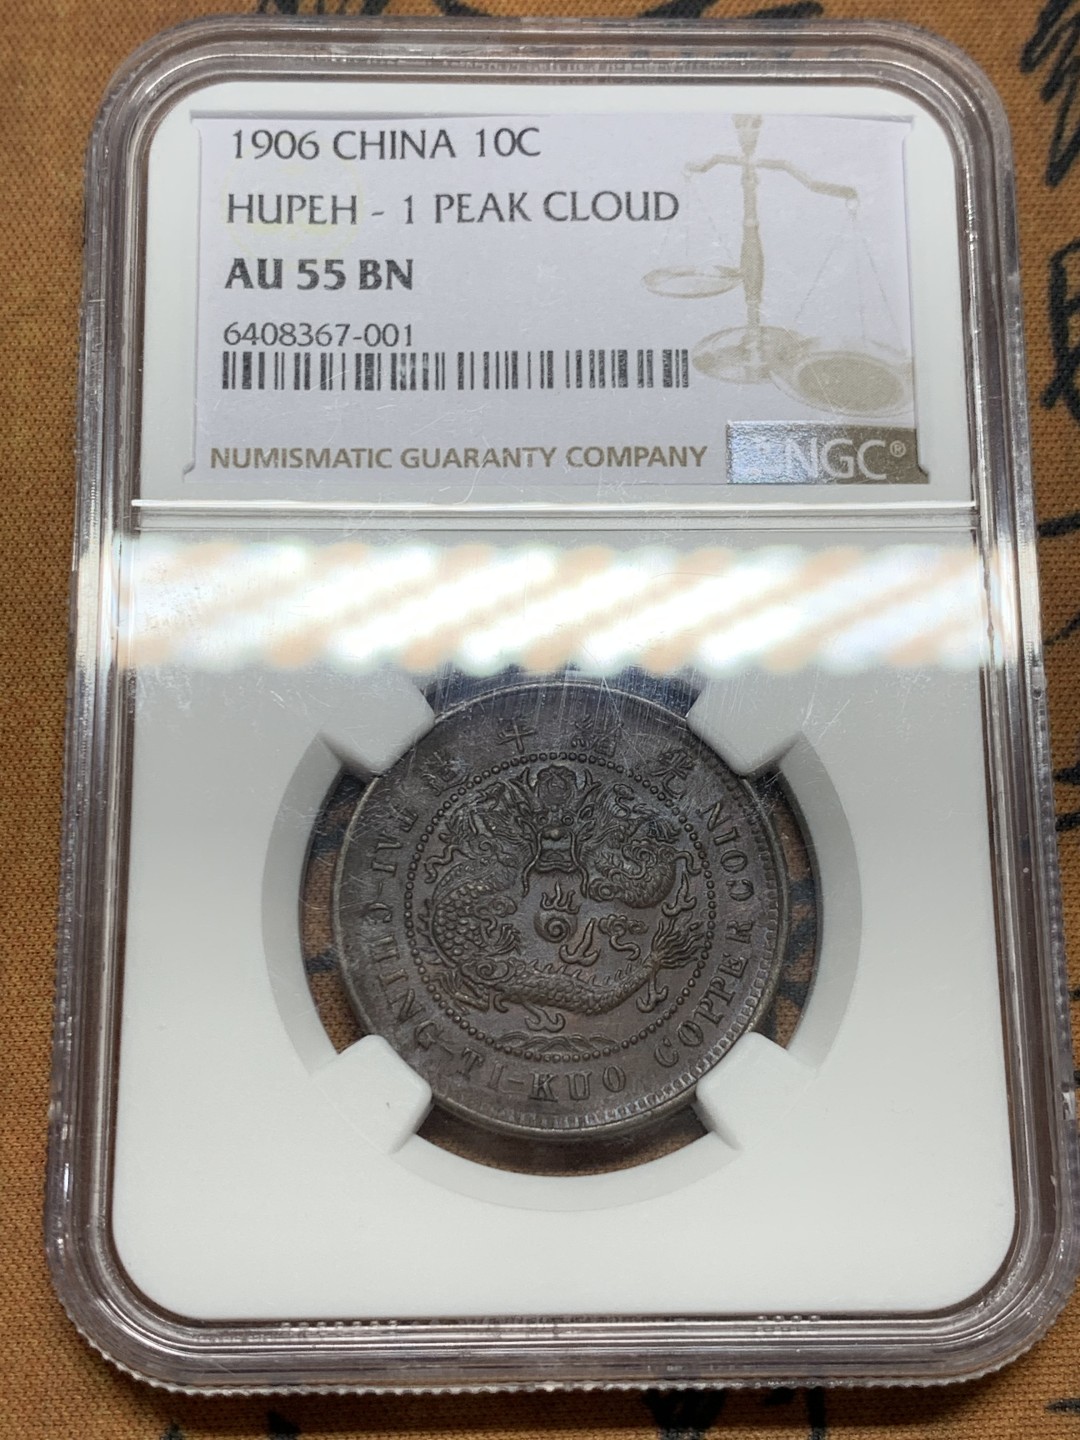 1906 CHINA 10C
HUPEH - 1 PEAK CLOUD
AU 55 BN
6408367-001
NUMISMATIC GUARANTY COMPANY
NGC®
光緒年造
TAI-CHING-TI-KUO COPPER COIN